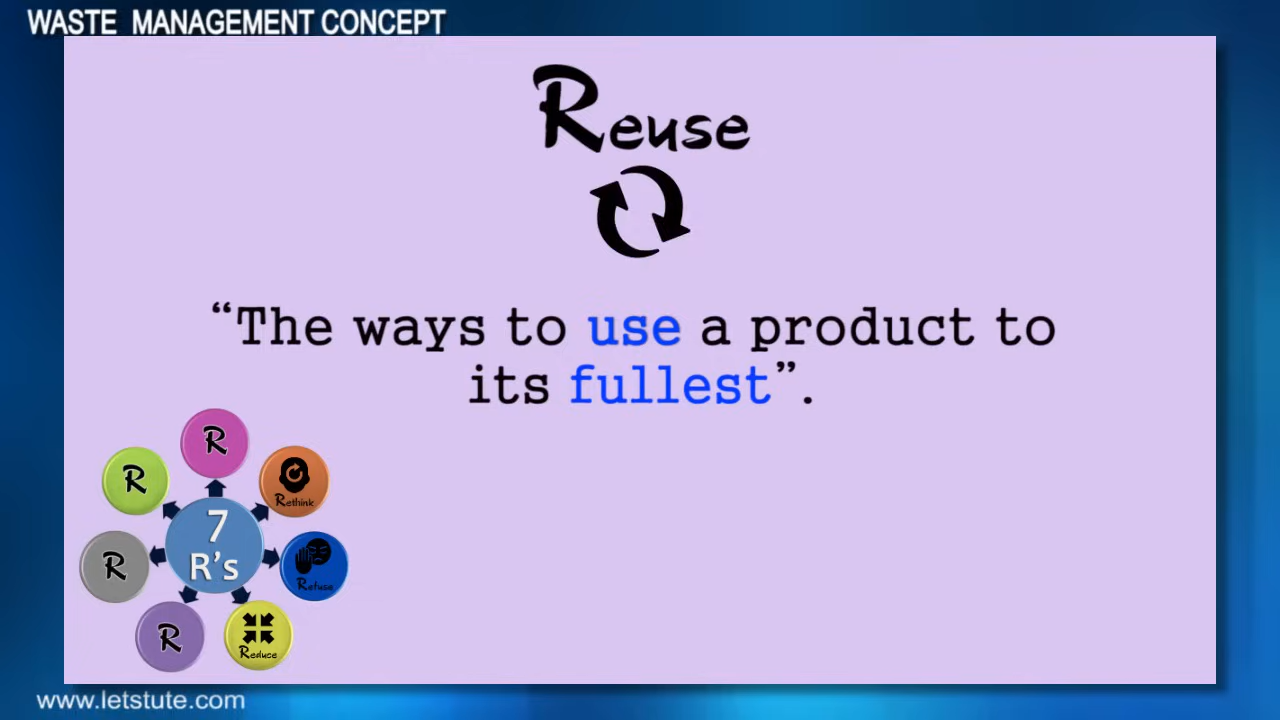 WASTE MANAGEMENT CONCEPT
Reuse
“The ways to use a product to
its fullest”.
R
R
Rethink
7
R's
R
Refuse
R
Reduce
www.letstute.com